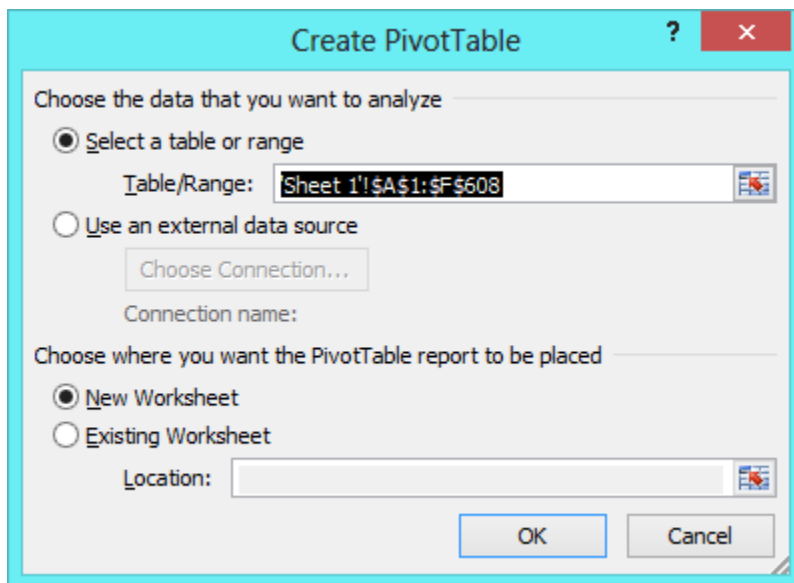 Create PivotTable
?
Choose the data that you want to analyze
Select a table or range
Table/Range: 'Sheet 1'!$A$1:$F$608
Use an external data source
Choose Connection...
Connection name:
Choose where you want the PivotTable report to be placed
New Worksheet
Existing Worksheet
Location:
OK Cancel